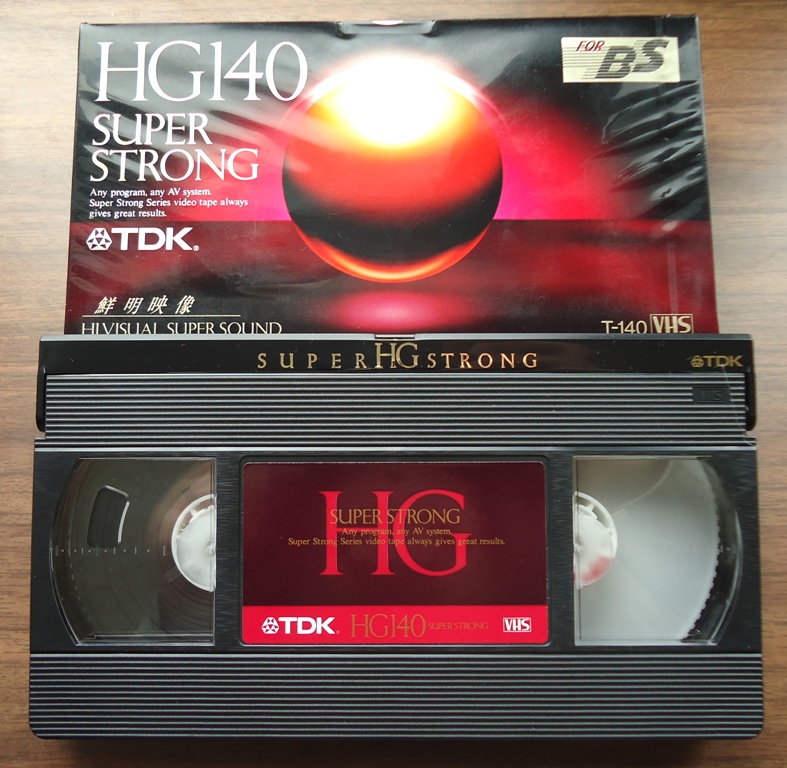 HG140
FOR BS
SUPER
STRONG
Any program, any AV system.
Super Strong Series video tape always
gives great results.
TDK®
鮮明映像
HI VISUAL SUPER SOUND
T-140 VHS
SUPER HG STRONG
TDK
HG
SUPER STRONG
Any program, any AV system.
Super Strong Series video tape always gives great results.
TDK® HG140 SUPER STRONG VHS